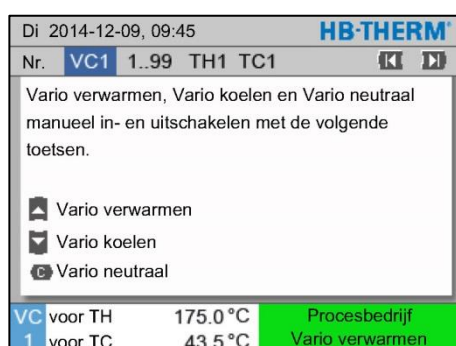 Di 2014-12-09, 09:45 HB-THERM®
Nr. VC1 1..99 TH1 TC1
Vario verwarmen, Vario koelen en Vario neutraal
manueel in- en uitschakelen met de volgende
toetsen.
Vario verwarmen
Vario koelen
C Vario neutraal
VC voor TH 175.0 °C Procesbedrijf
1 voor TC 43.5 °C Vario verwarmen